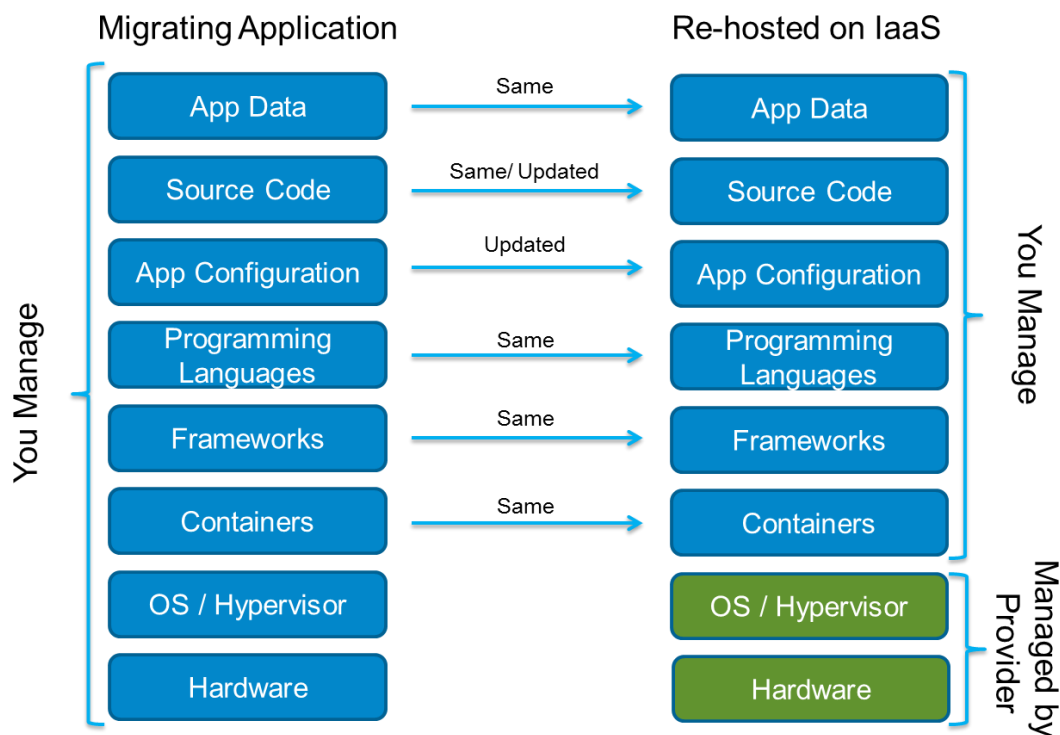 Migrating Application
Re-hosted on IaaS
You Manage
App Data
Same
App Data
Source Code
Same/ Updated
Source Code
App Configuration
Updated
App Configuration
Programming
Languages
Same
Programming
Languages
Frameworks
Same
Frameworks
Containers
Same
Containers
OS / Hypervisor
OS / Hypervisor
Hardware
Hardware
You Manage
Managed by
Provider